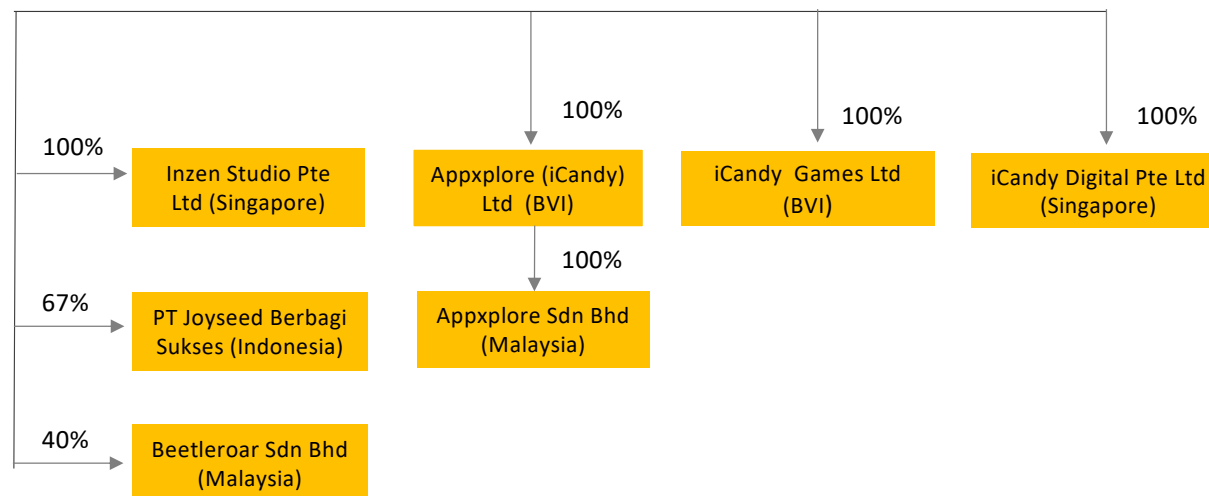 100%
100%
100%
100%
Inzen Studio Pte
Ltd (Singapore)
Appxplore (iCandy)
Ltd (BVI)
iCandy Games Ltd
(BVI)
iCandy Digital Pte Ltd
(Singapore)
100%
67%
PT Joyseed Berbagi
Sukses (Indonesia)
Appxplore Sdn Bhd
(Malaysia)
40%
Beetleroar Sdn Bhd
(Malaysia)